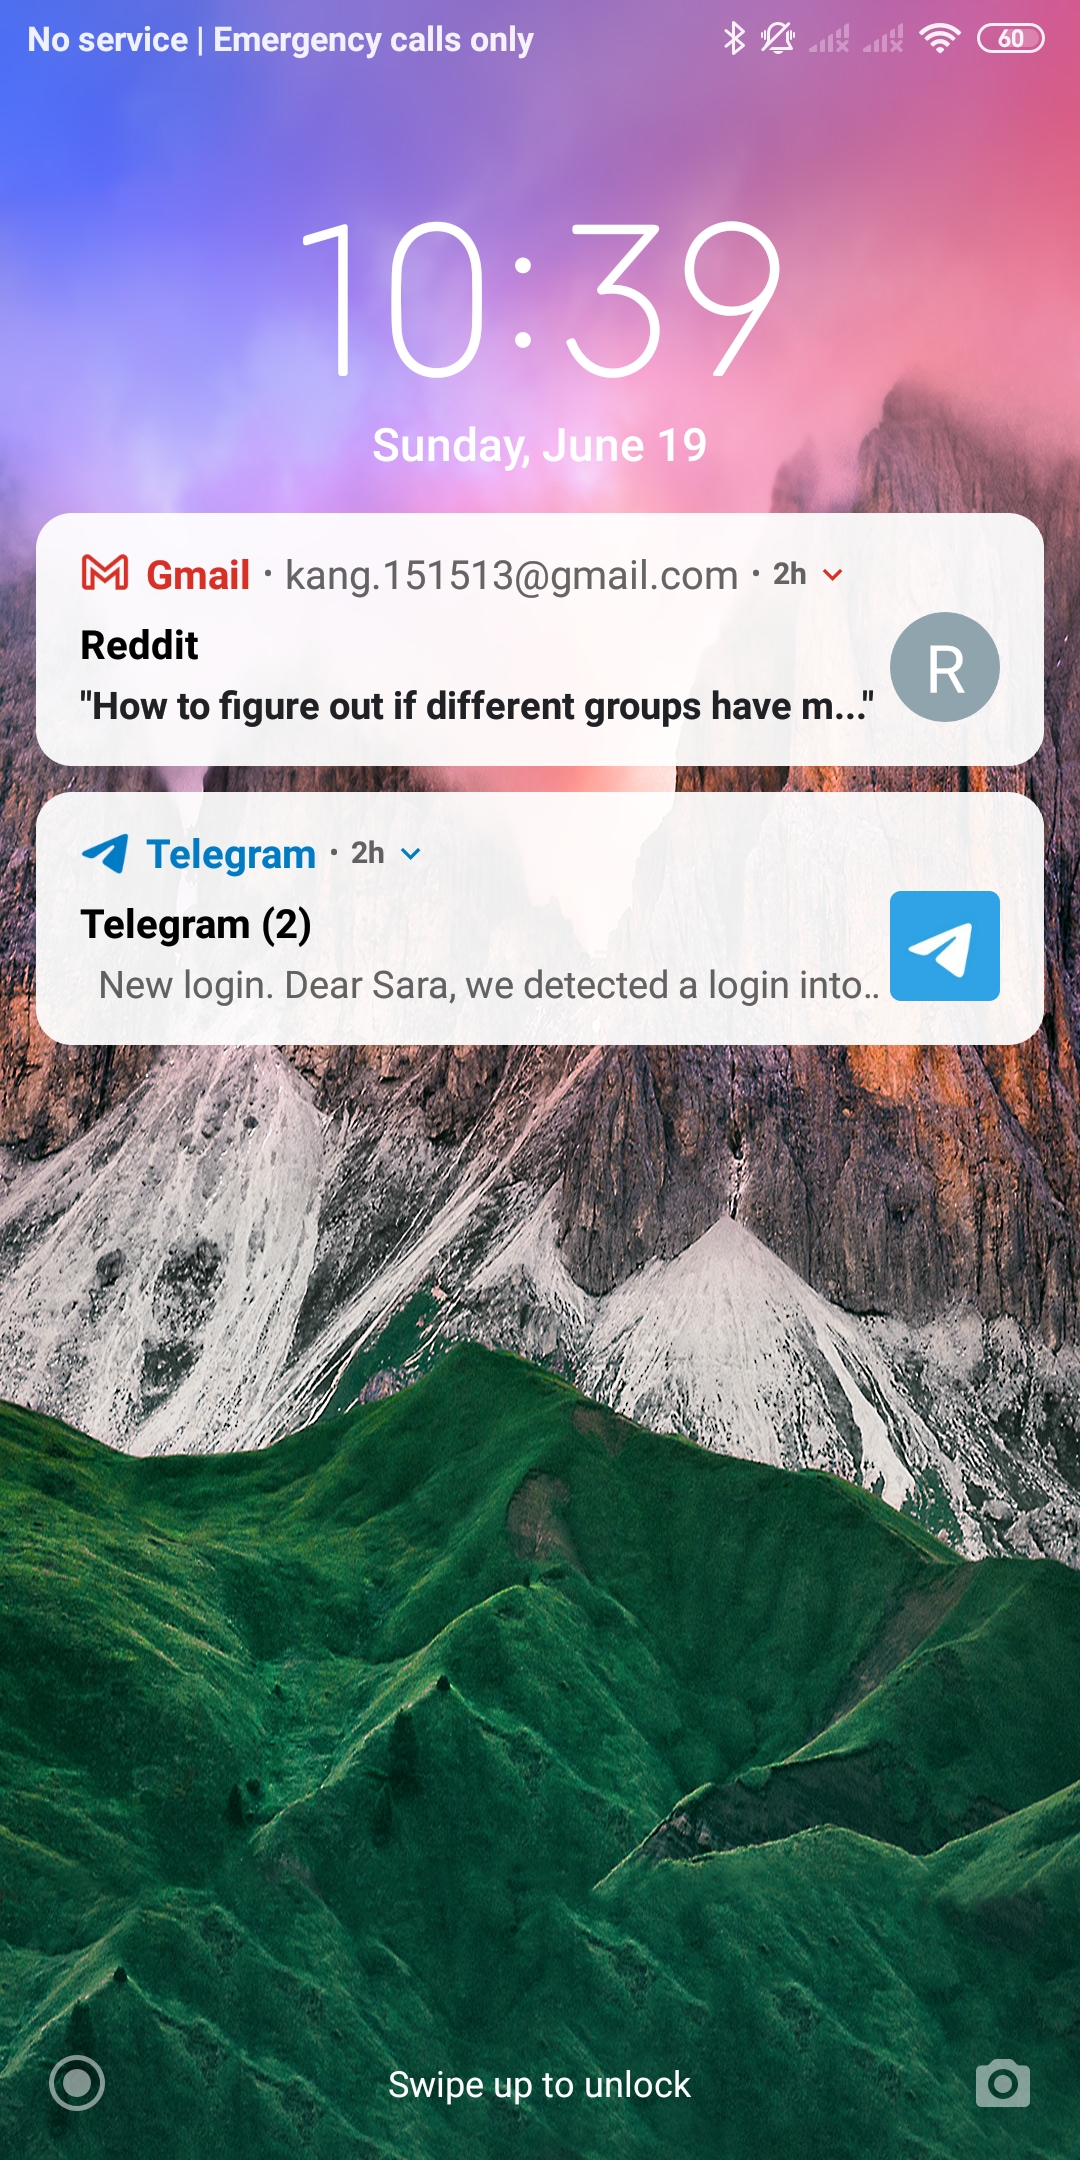 No service | Emergency calls only
60
10:39
Sunday, June 19
Gmail · kang.151513@gmail.com · 2h
Reddit
R
"How to figure out if different groups have m..."
Telegram · 2h
Telegram (2)
New login. Dear Sara, we detected a login into..
Swipe up to unlock